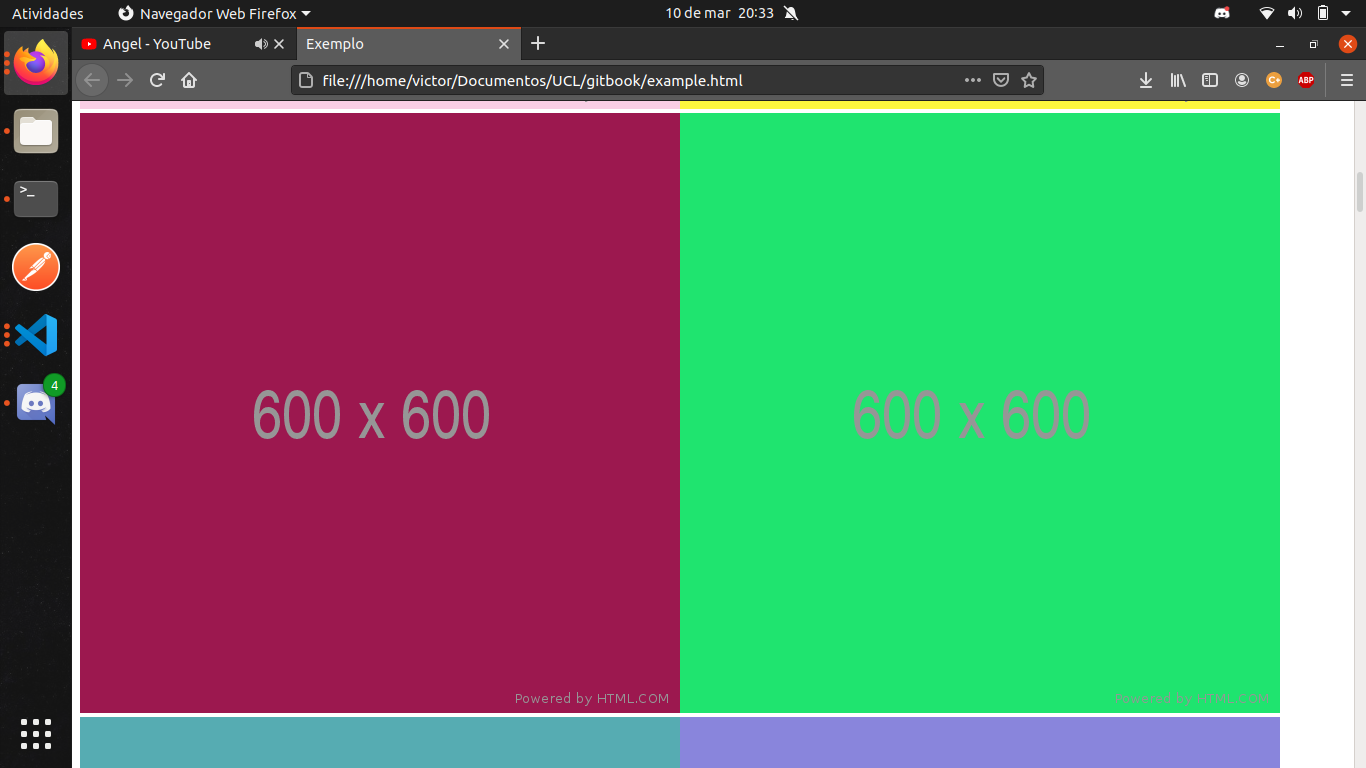 Atividades
Navegador Web Firefox
10 de mar 20:33
Angel - YouTube
Exemplo
file:///home/victor/Documentos/UCL/gitbook/example.html
C+
ABP
>_
4
600 x 600
600 x 600
Powered by HTML.COM
Powered by HTML.COM